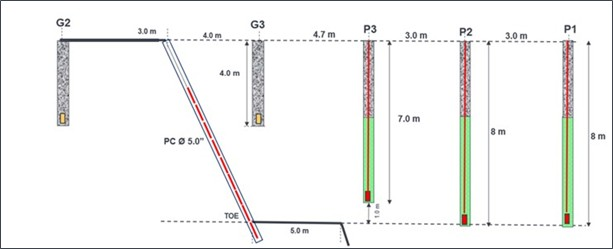 G2 G3 P3 P2 P1
3.0 m 4.0 m 4.7 m 3.0 m 3.0 m
4.0 m
PC Ø 5.0"
7.0 m
8 m
8 m
1.0 m
TOE
5.0 m